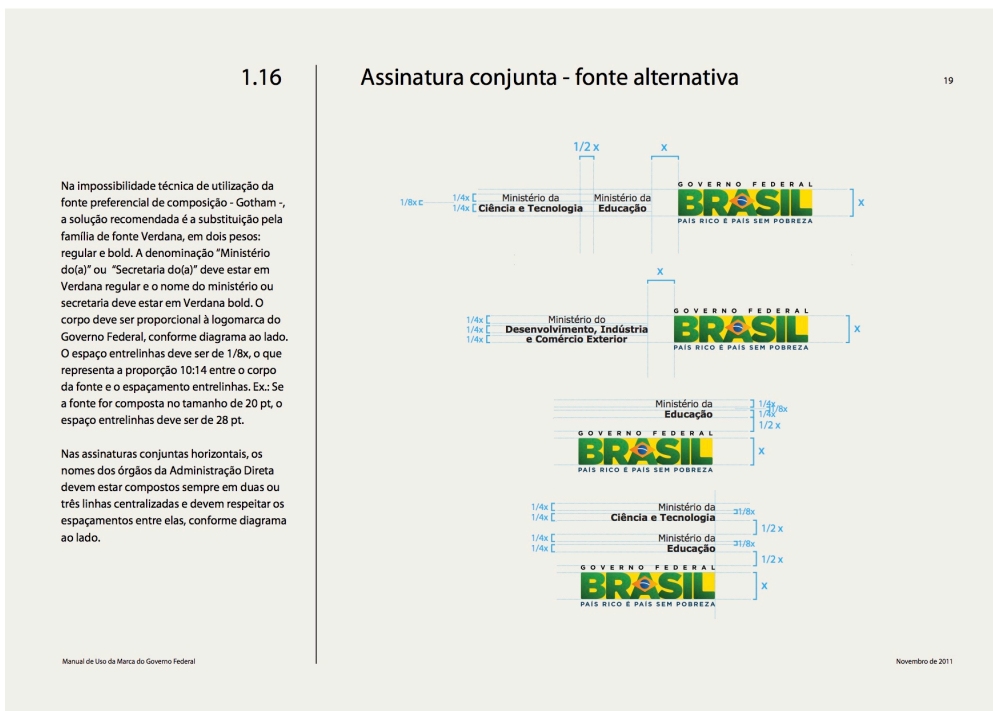 1.16
Assinatura conjunta - fonte alternativa
19
Na impossibilidade técnica de utilização da
fonte preferencial de composição - Gotham -,
a solução recomendada é a substituição pela
família de fonte Verdana, em dois pesos:
regular e bold. A denominação “Ministério
do(a)” ou “Secretaria do(a)” deve estar em
Verdana regular e o nome do ministério ou
secretaria deve estar em Verdana bold. O
corpo deve ser proporcional à logomarca do
Governo Federal, conforme diagrama ao lado.
O espaço entrelinhas deve ser de 1/8x, o que
representa a proporção 10:14 entre o corpo
da fonte e o espaçamento entrelinhas. Ex.: Se
a fonte for composta no tamanho de 20 pt, o
espaço entrelinhas deve ser de 28 pt.
Nas assinaturas conjuntas horizontais, os
nomes dos órgãos da Administração Direta
devem estar compostos sempre em duas ou
três linhas centralizadas e devem respeitar os
espaçamentos entre elas, conforme diagrama
ao lado.
1/2 x
x
1/8x
1/4x
1/4x
Ministério da
Ciência e Tecnologia
Ministério da
Educação
GOVERNO FEDERAL
BRASIL
PAÍS RICO É PAÍS SEM POBREZA
x
x
1/4x
1/4x
1/4x
Ministério do
Desenvolvimento, Indústria
e Comércio Exterior
GOVERNO FEDERAL
BRASIL
PAÍS RICO É PAÍS SEM POBREZA
x
Ministério da
Educação
1/4x
1/8x
1/4x
1/2 x
GOVERNO FEDERAL
BRASIL
PAÍS RICO É PAÍS SEM POBREZA
x
1/4x
1/4x
Ministério da
Ciência e Tecnologia
1/8x
1/2 x
1/4x
1/4x
Ministério da
Educação
1/8x
1/2 x
GOVERNO FEDERAL
BRASIL
PAÍS RICO É PAÍS SEM POBREZA
x
Manual de Uso da Marca do Governo Federal
Novembro de 2011